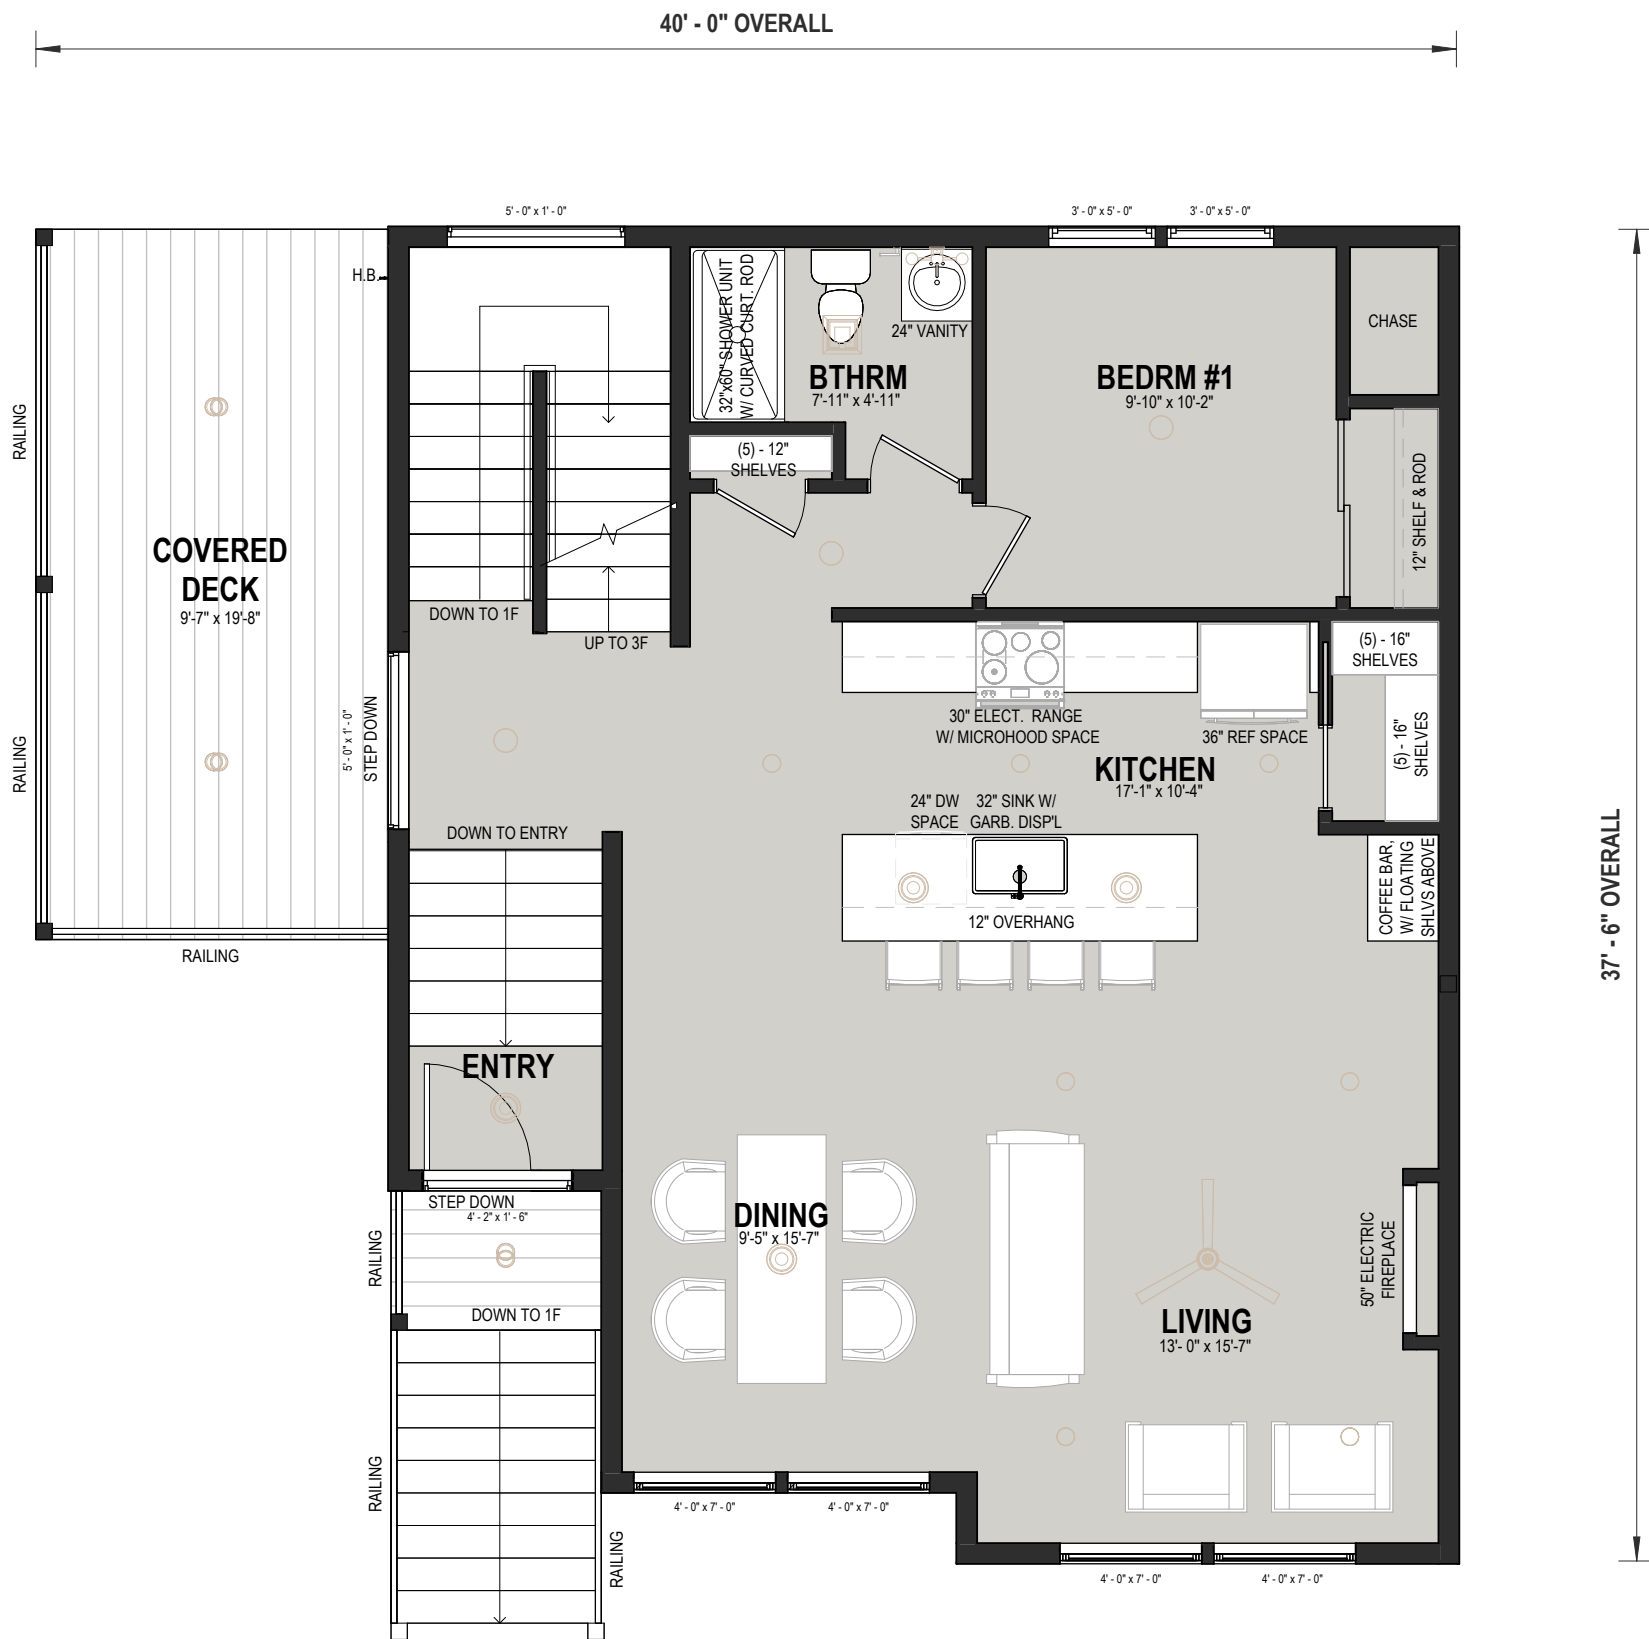 40' - 0" OVERALL
5' - 0" x 1' - 0"
3' - 0" x 5' - 0"
3' - 0" x 5' - 0"
H.B.
32"x60" SHOWER UNIT
W/ CURVED CURT. ROD
24" VANITY
CHASE
BTHRM
7'-11" x 4'-11"
BEDRM #1
9'-10" x 10'-2"
RAILING
(5) - 12"
SHELVES
12" SHELF & ROD
COVERED
DECK
9'-7" x 19'-8"
DOWN TO 1F
UP TO 3F
(5) - 16"
SHELVES
RAILING
5' - 0" x 1' - 0"
STEP DOWN
30" ELECT. RANGE
W/ MICROHOOD SPACE
36" REF SPACE
(5) - 16"
SHELVES
KITCHEN
17'-1" x 10'-4"
24" DW
SPACE
32" SINK W/
GARB. DISP'L
DOWN TO ENTRY
COFFEE BAR,
W/ FLOATING
SHLVS ABOVE
12" OVERHANG
37' - 6" OVERALL
RAILING
ENTRY
STEP DOWN
4' - 2" x 1' - 6"
DINING
9'-5" x 15'-7"
RAILING
50" ELECTRIC
FIREPLACE
DOWN TO 1F
LIVING
13'- 0" x 15'-7"
RAILING
4' - 0" x 7' - 0"
4' - 0" x 7' - 0"
RAILING
4' - 0" x 7' - 0"
4' - 0" x 7' - 0"